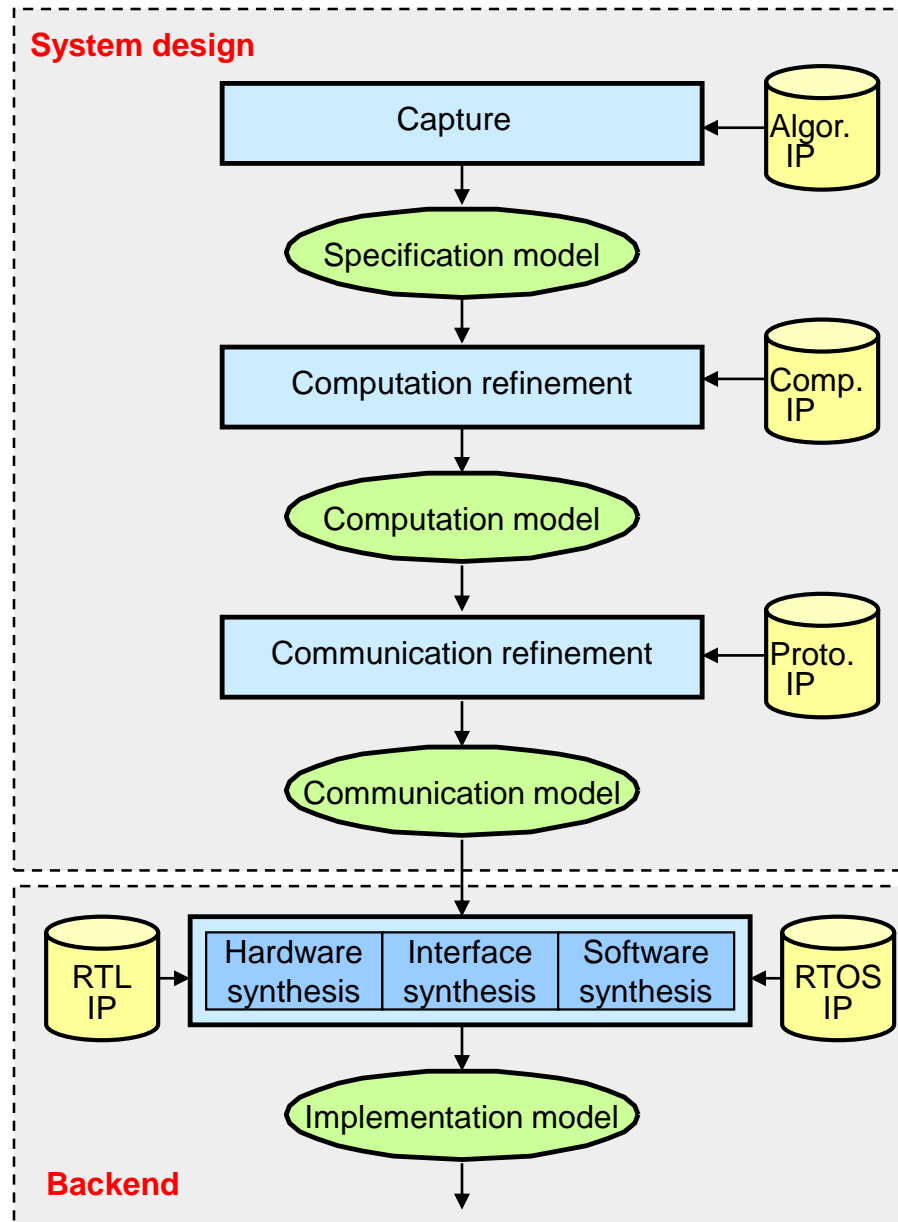 System design
Capture
Algor.
IP
Specification model
Computation refinement
Comp.
IP
Computation model
Communication refinement
Proto.
IP
Communication model
RTL
IP
Hardware
synthesis
Interface
synthesis
Software
synthesis
RTOS
IP
Implementation model
Backend